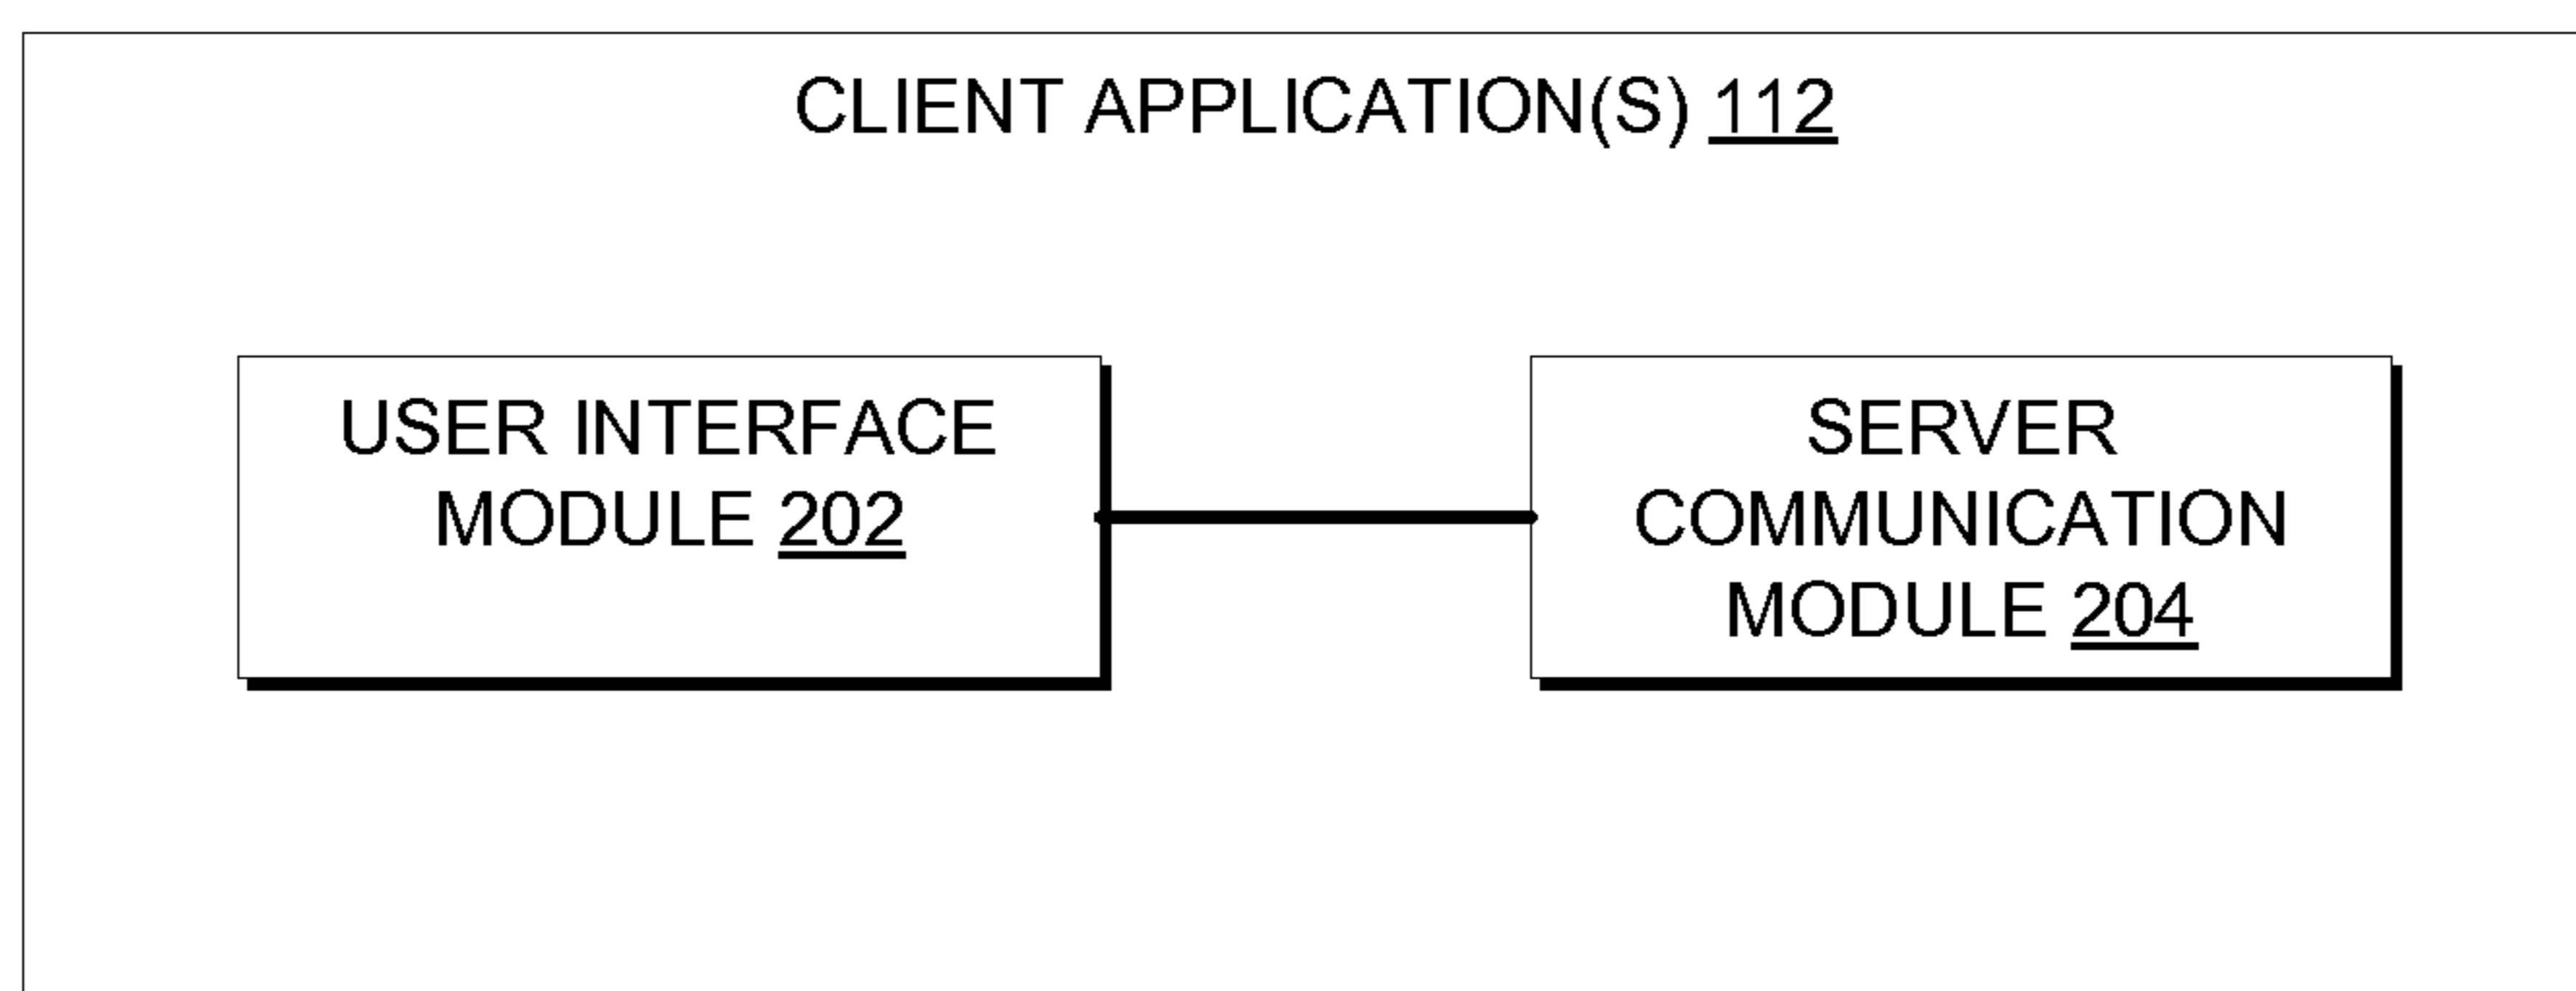 CLIENT APPLICATION(S) 112
USER INTERFACE
MODULE 202
SERVER
COMMUNICATION
MODULE 204